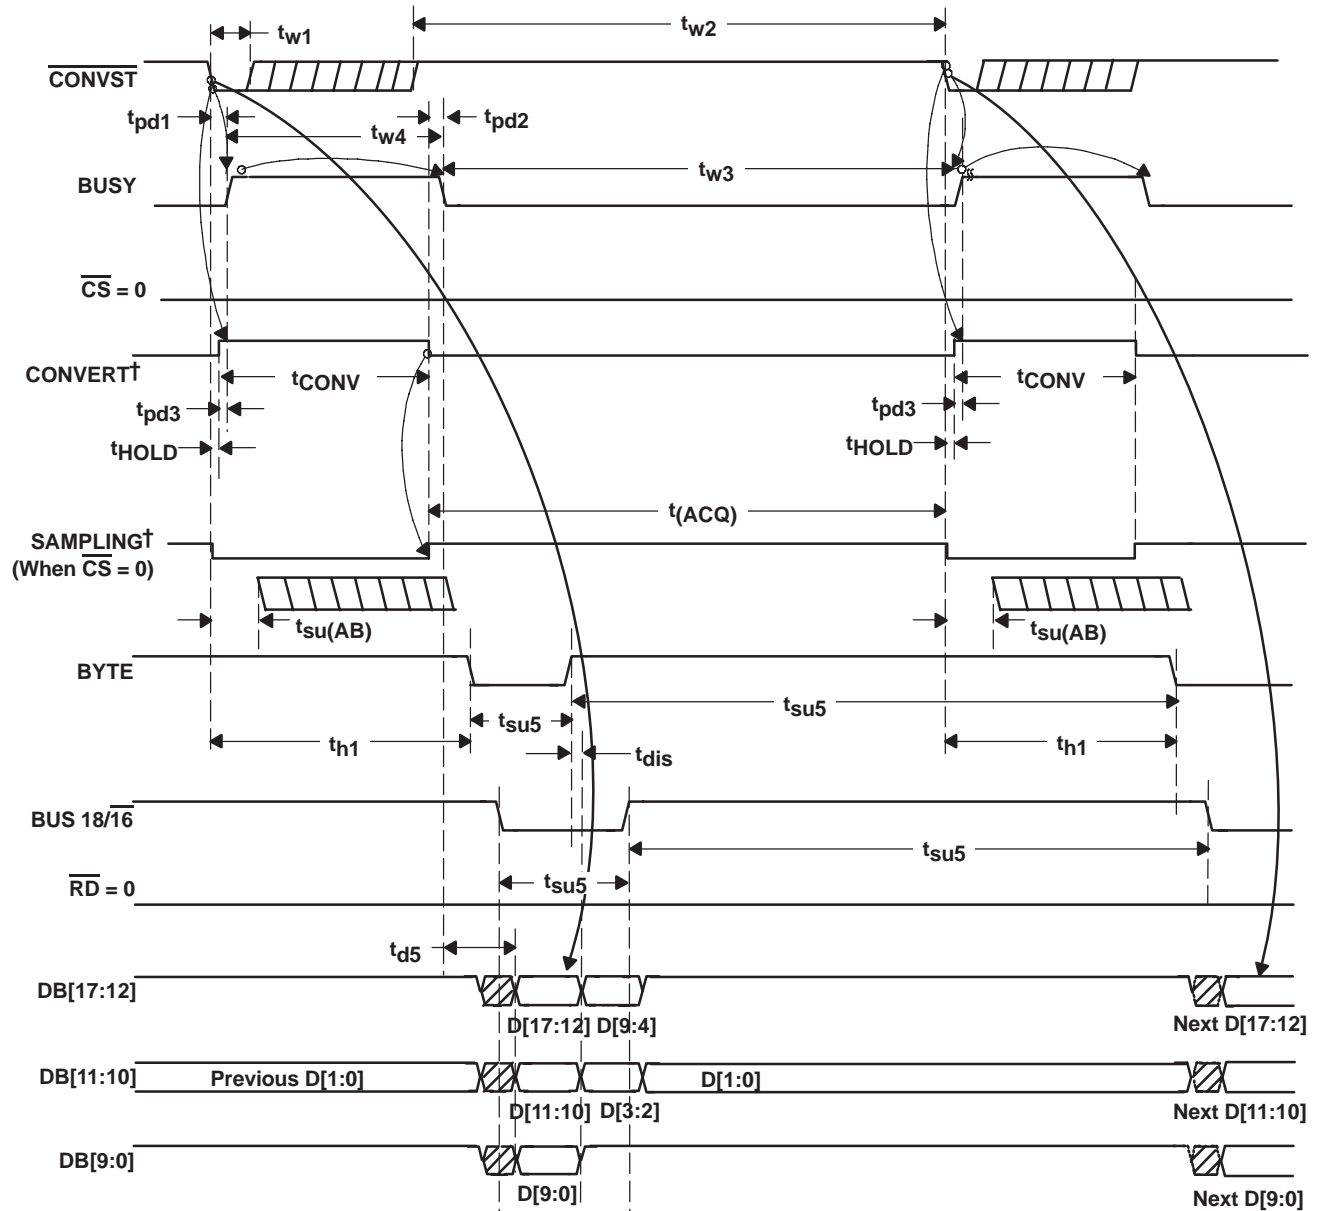 tw1
tw2
CONVST
tpd1
tw4
tpd2
tw3
BUSY
CS = 0
CONVERT†
tCONV
tCONV
tpd3
tpd3
tHOLD
tHOLD
t(ACQ)
SAMPLING†
(When CS = 0)
tsu(AB)
tsu(AB)
BYTE
tsu5
tsu5
th1
tdis
th1
BUS 18/16
tsu5
tsu5
RD = 0
td5
DB[17:12]
D[17:12] D[9:4]
Next D[17:12]
DB[11:10]
Previous D[1:0]
D[1:0]
D[11:10] D[3:2]
Next D[11:10]
DB[9:0]
D[9:0]
Next D[9:0]